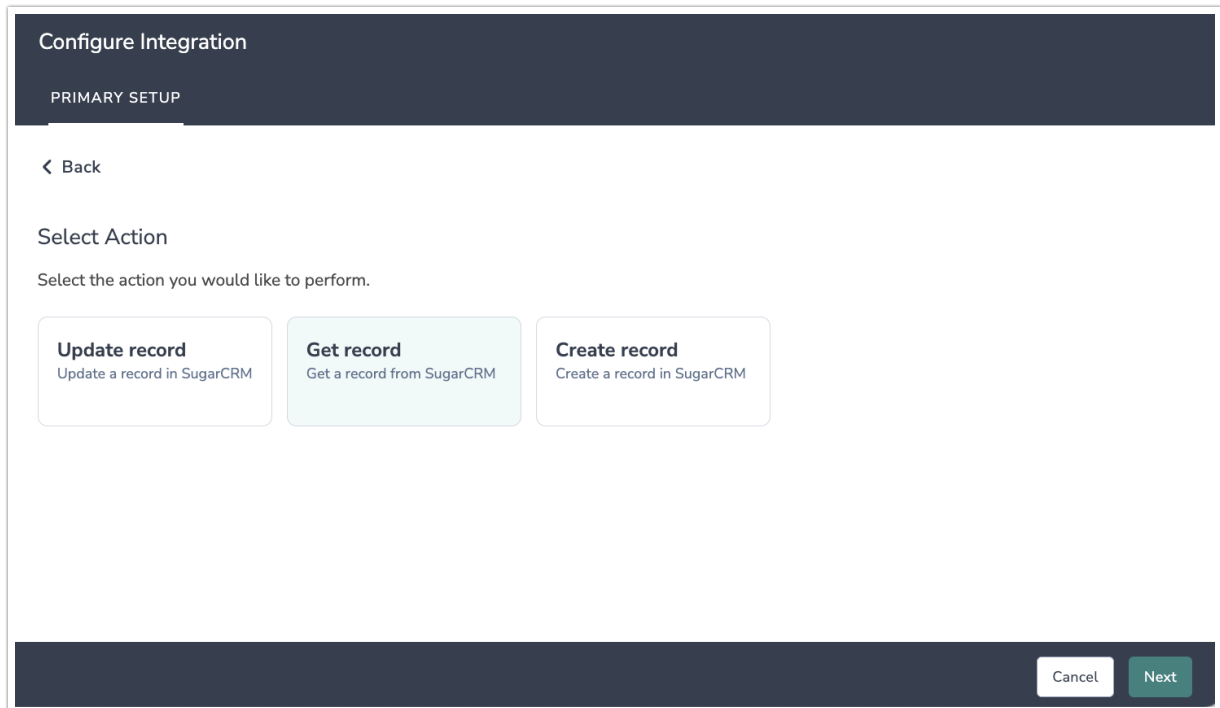 Configure Integration
PRIMARY SETUP
Back
Select Action
Select the action you would like to perform.
Update record
Update a record in SugarCRM
Get record
Get a record from SugarCRM
Create record
Create a record in SugarCRM
Cancel
Next